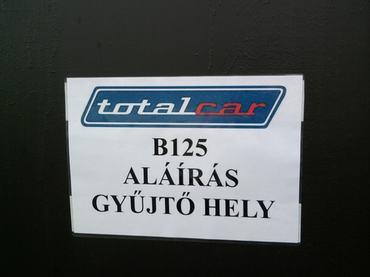 totalcar
B125
ALÁÍRÁS
GYŰJTŐ HELY